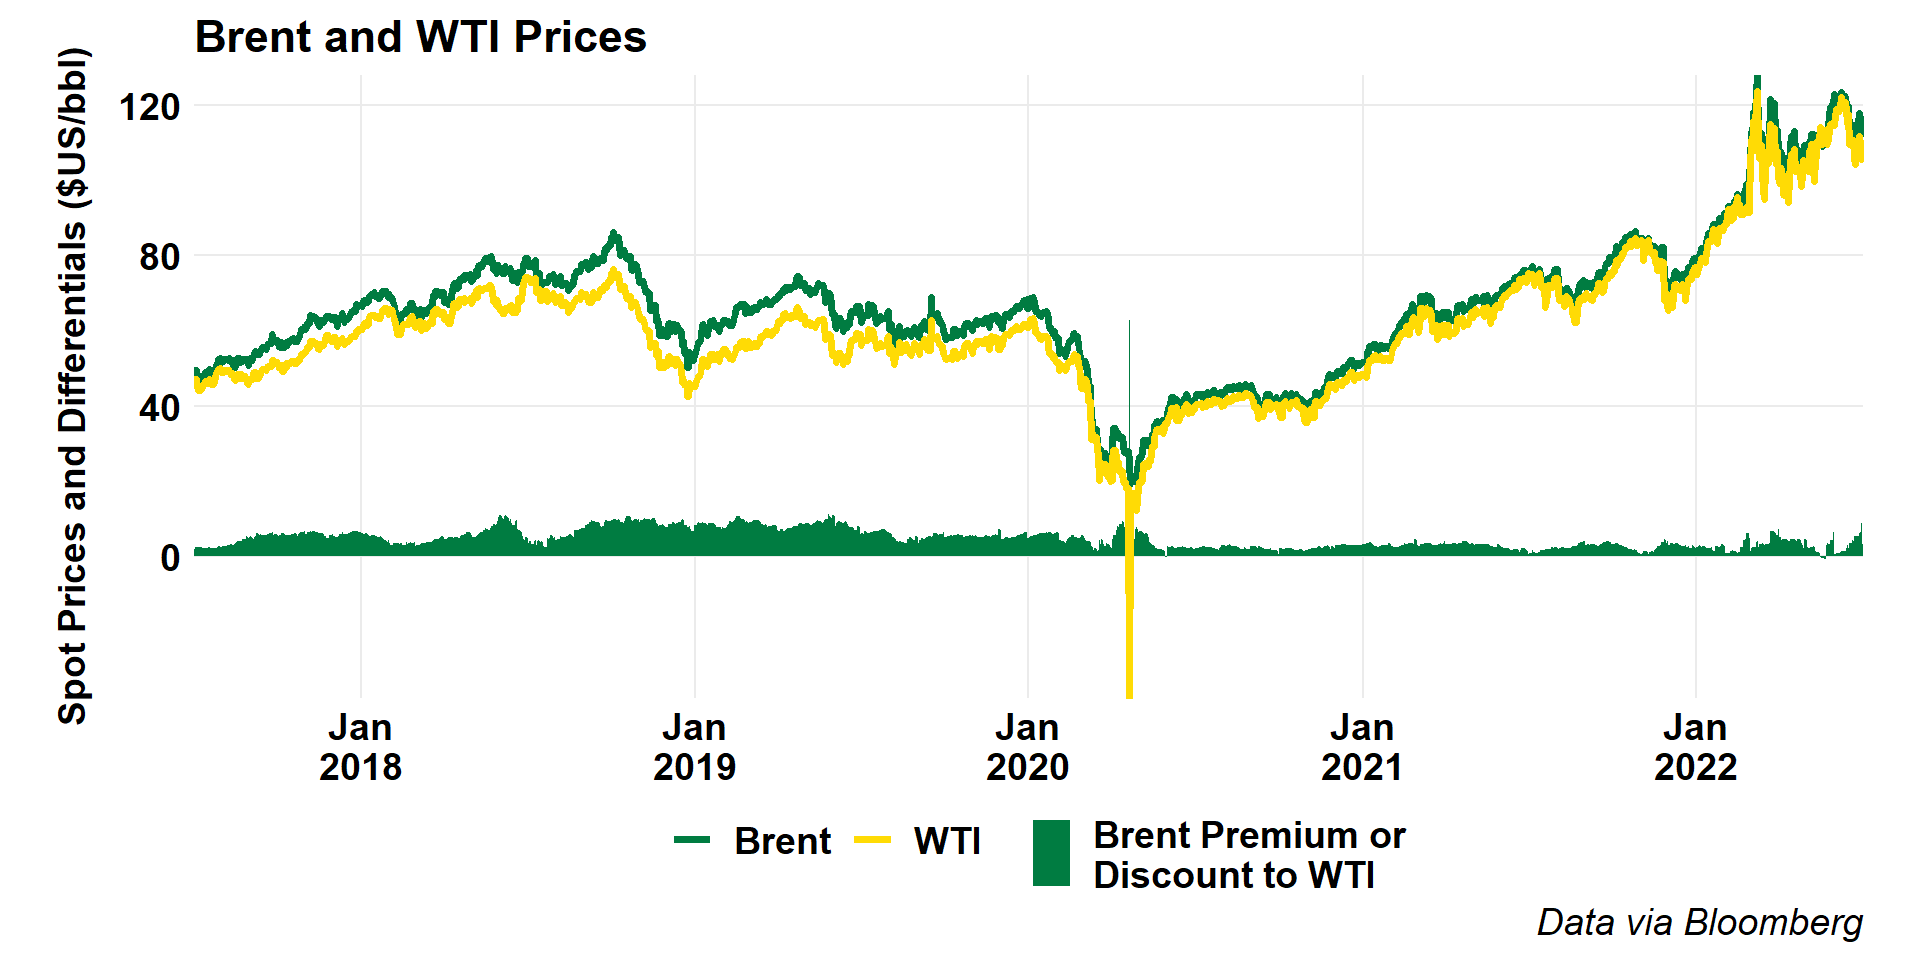 Brent and WTI Prices
Spot Prices and Differentials ($US/bbl)
120
80
40
0
Jan
2018
Jan
2019
Jan
2020
Jan
2021
Jan
2022
Brent
WTI
Brent Premium or
Discount to WTI
Data via Bloomberg